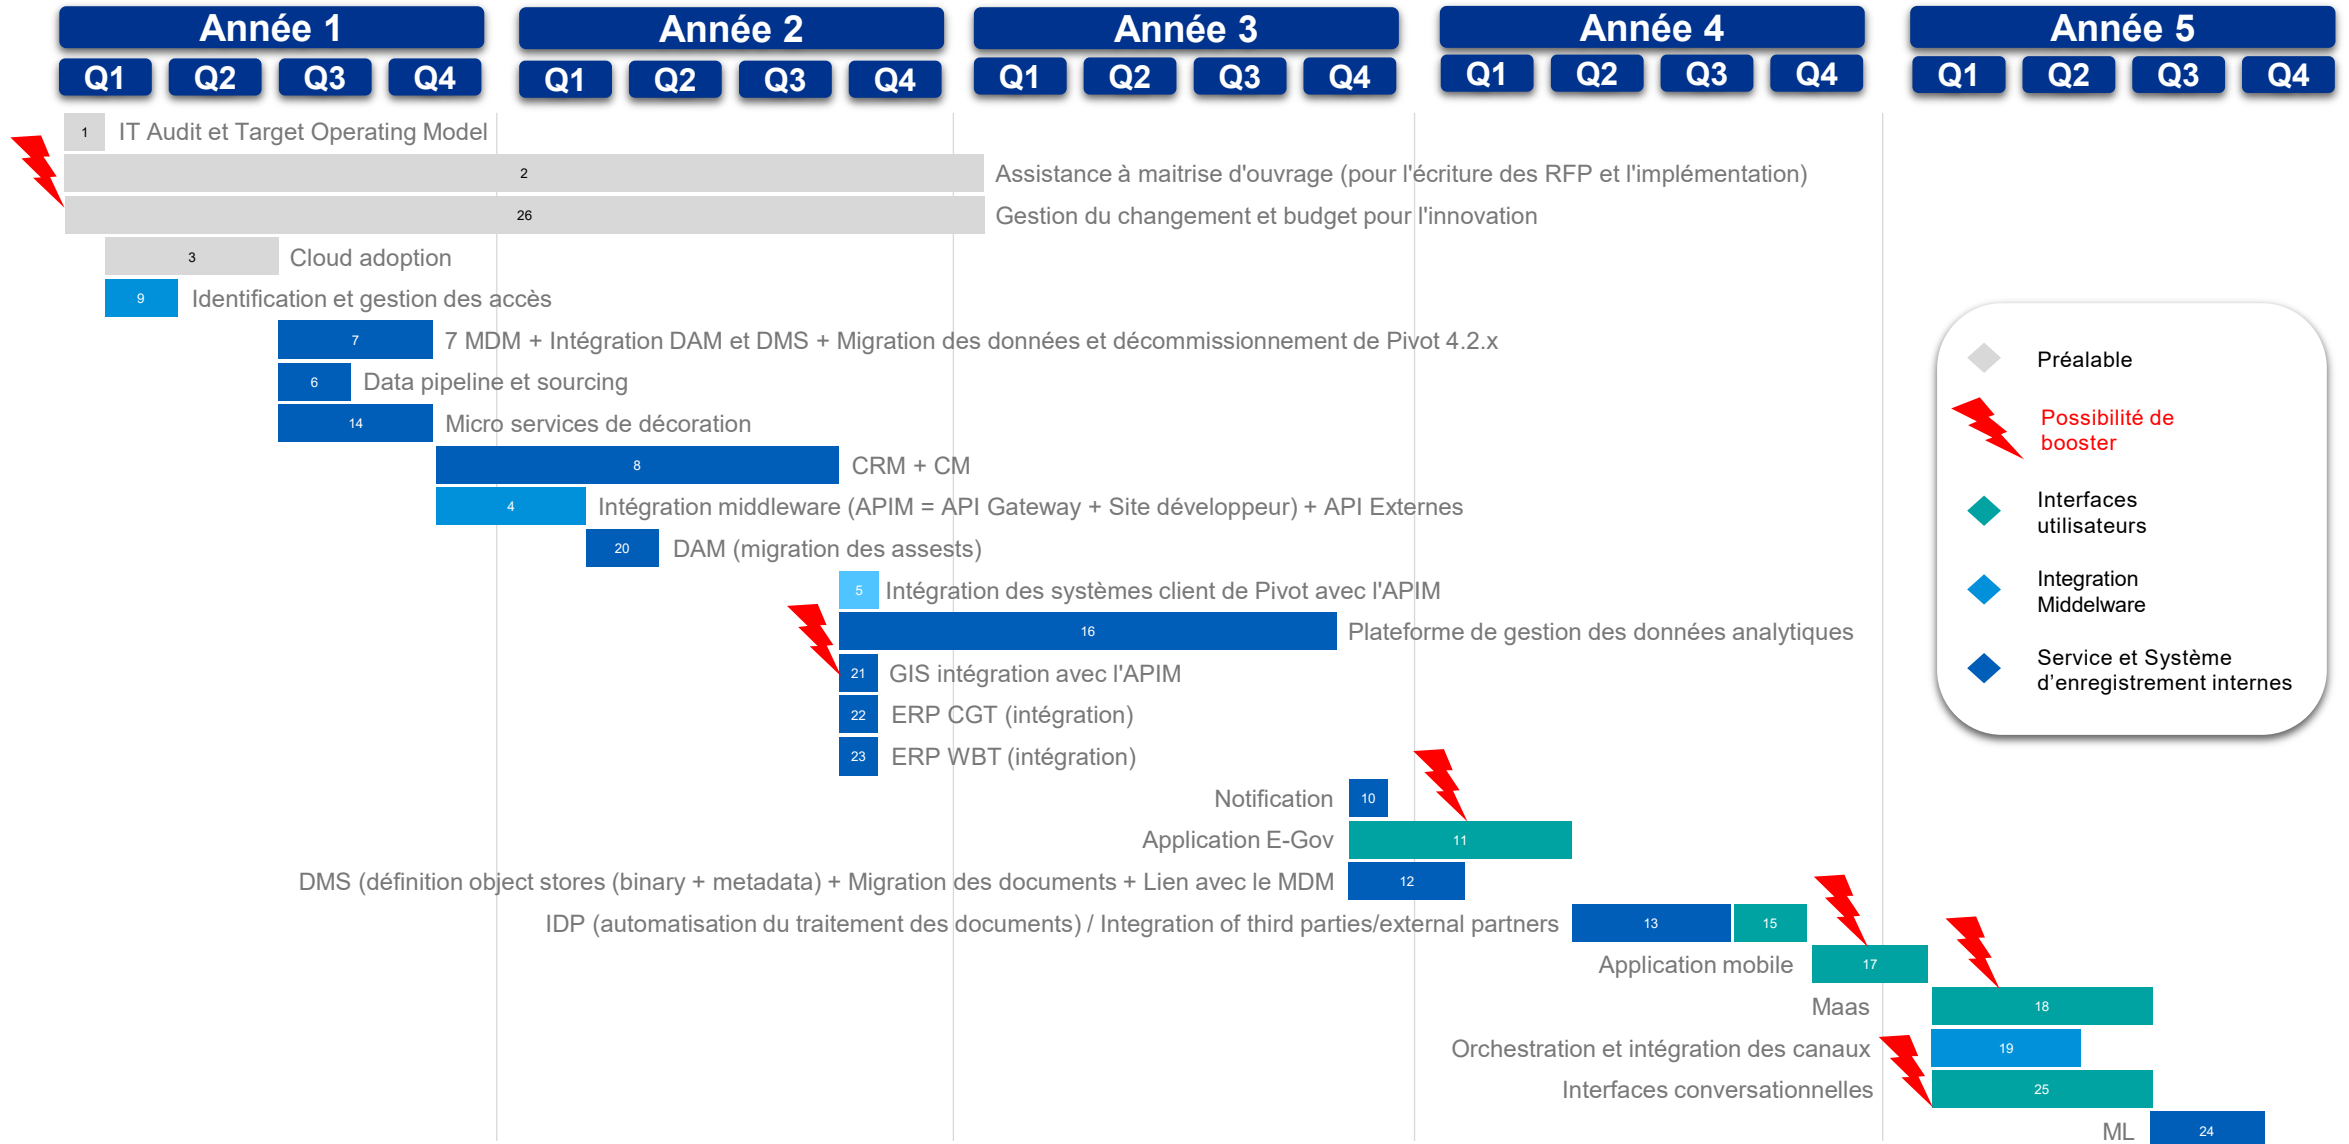 Année 1 Année 2 Année 3 Année 4 Année 5
Q1 Q2 Q3 Q4 Q1 Q2 Q3 Q4 Q1 Q2 Q3 Q4 Q1 Q2 Q3 Q4 Q1 Q2 Q3 Q4
1 IT Audit et Target Operating Model
2 Assistance à maitrise d'ouvrage (pour l'écriture des RFP et l'implémentation)
26 Gestion du changement et budget pour l'innovation
3 Cloud adoption
9 Identification et gestion des accès
7 7 MDM + Intégration DAM et DMS + Migration des données et décommissionnement de Pivot 4.2.x
6 Data pipeline et sourcing
14 Micro services de décoration
8 CRM + CM
4 Intégration middleware (APIM = API Gateway + Site développeur) + API Externes
20 DAM (migration des assests)
5 Intégration des systèmes client de Pivot avec l'APIM
16 Plateforme de gestion des données analytiques
21 GIS intégration avec l'APIM
22 ERP CGT (intégration)
23 ERP WBT (intégration)
Notification 10
Application E-Gov 11
DMS (définition object stores (binary + metadata) + Migration des documents + Lien avec le MDM 12
IDP (automatisation du traitement des documents) / Integration of third parties/external partners 13 15
Application mobile 17
Maas 18
Orchestration et intégration des canaux 19
Interfaces conversationnelles 25
ML 24
Préalable
Possibilité de
booster
Interfaces
utilisateurs
Integration
Middelware
Service et Système
d’enregistrement internes